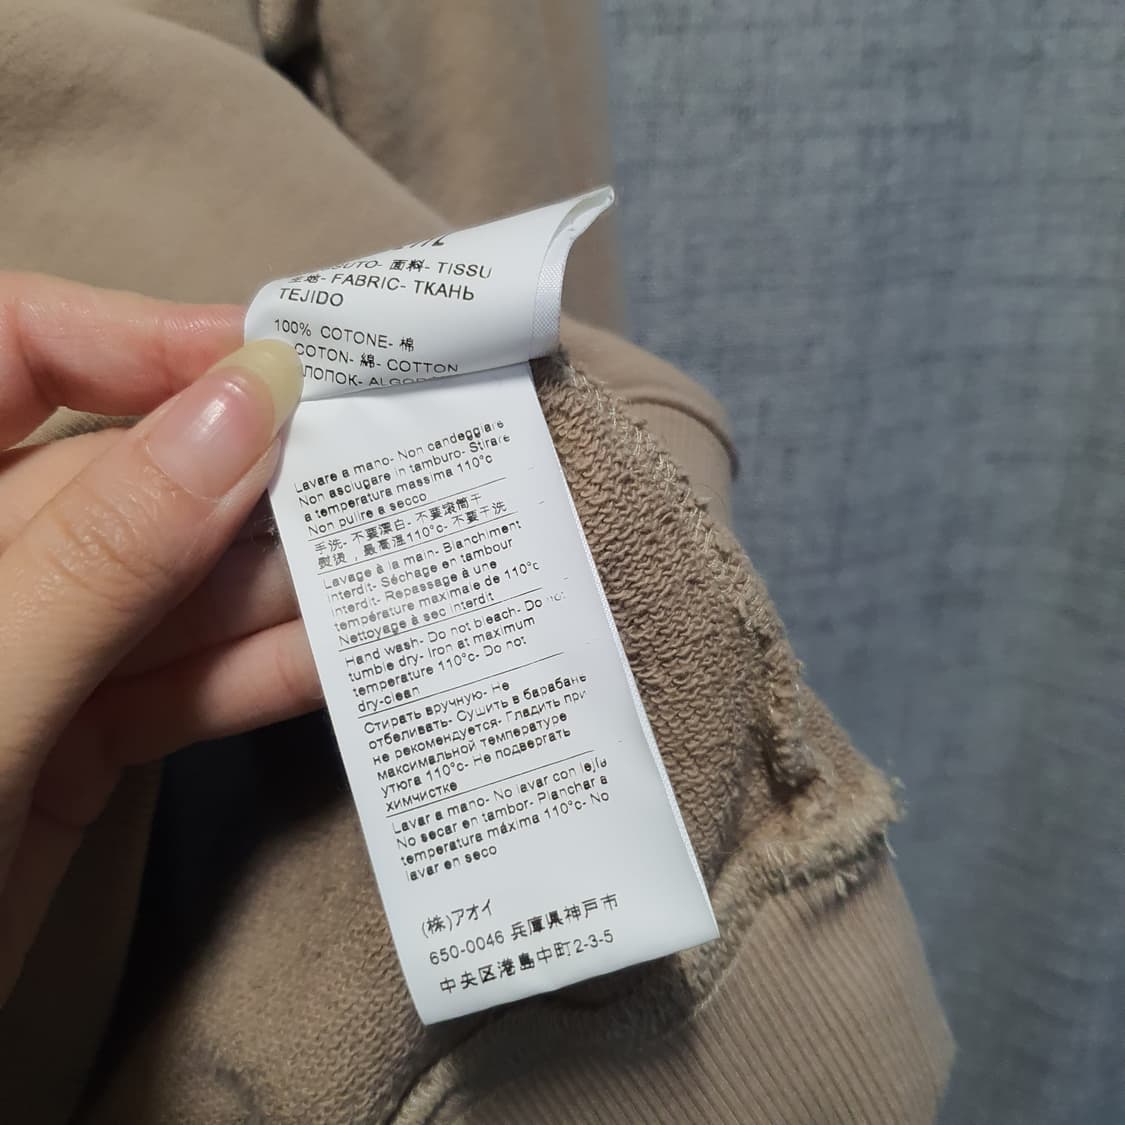 SUTO- 面料- TISSU
生地- FABRIC- ТКАНЬ
TEJIDO
100% COTONE- 棉
COTON- 綿- COTTON
ЛОПОК-
Lavare a mano- Non candeggiare
Non asciugare in tamburo- Stirare
a temperatura massima 110°c
Non pulire a secco
手洗- 不要漂白- 不要滚筒干
熨烫，最高温110°c- 不要干洗
Lavage à la main- Blanchiment
interdit- Séchage en tambour
interdit- Repassage à une
température maximale de 110°c
Nettoyage à sec interdit
Hand wash- Do not bleach- Do not
tumble dry- Iron at maximum
temperature 110°c- Do not
dry-clean
Стирать вручную- Не
отбеливать- Сушить в барабане
не рекомендуется- Гладить при
максимальной температуре
утюга 110°c- Не подвергать
химчистке
Lavar a mano- No lavar con lejía
No secar en tambor- Planchar a
temperatura máxima 110°c- No
lavar en seco
(株)アオイ
650-0046 兵庫県神戸市
中央区港島中町2-3-5